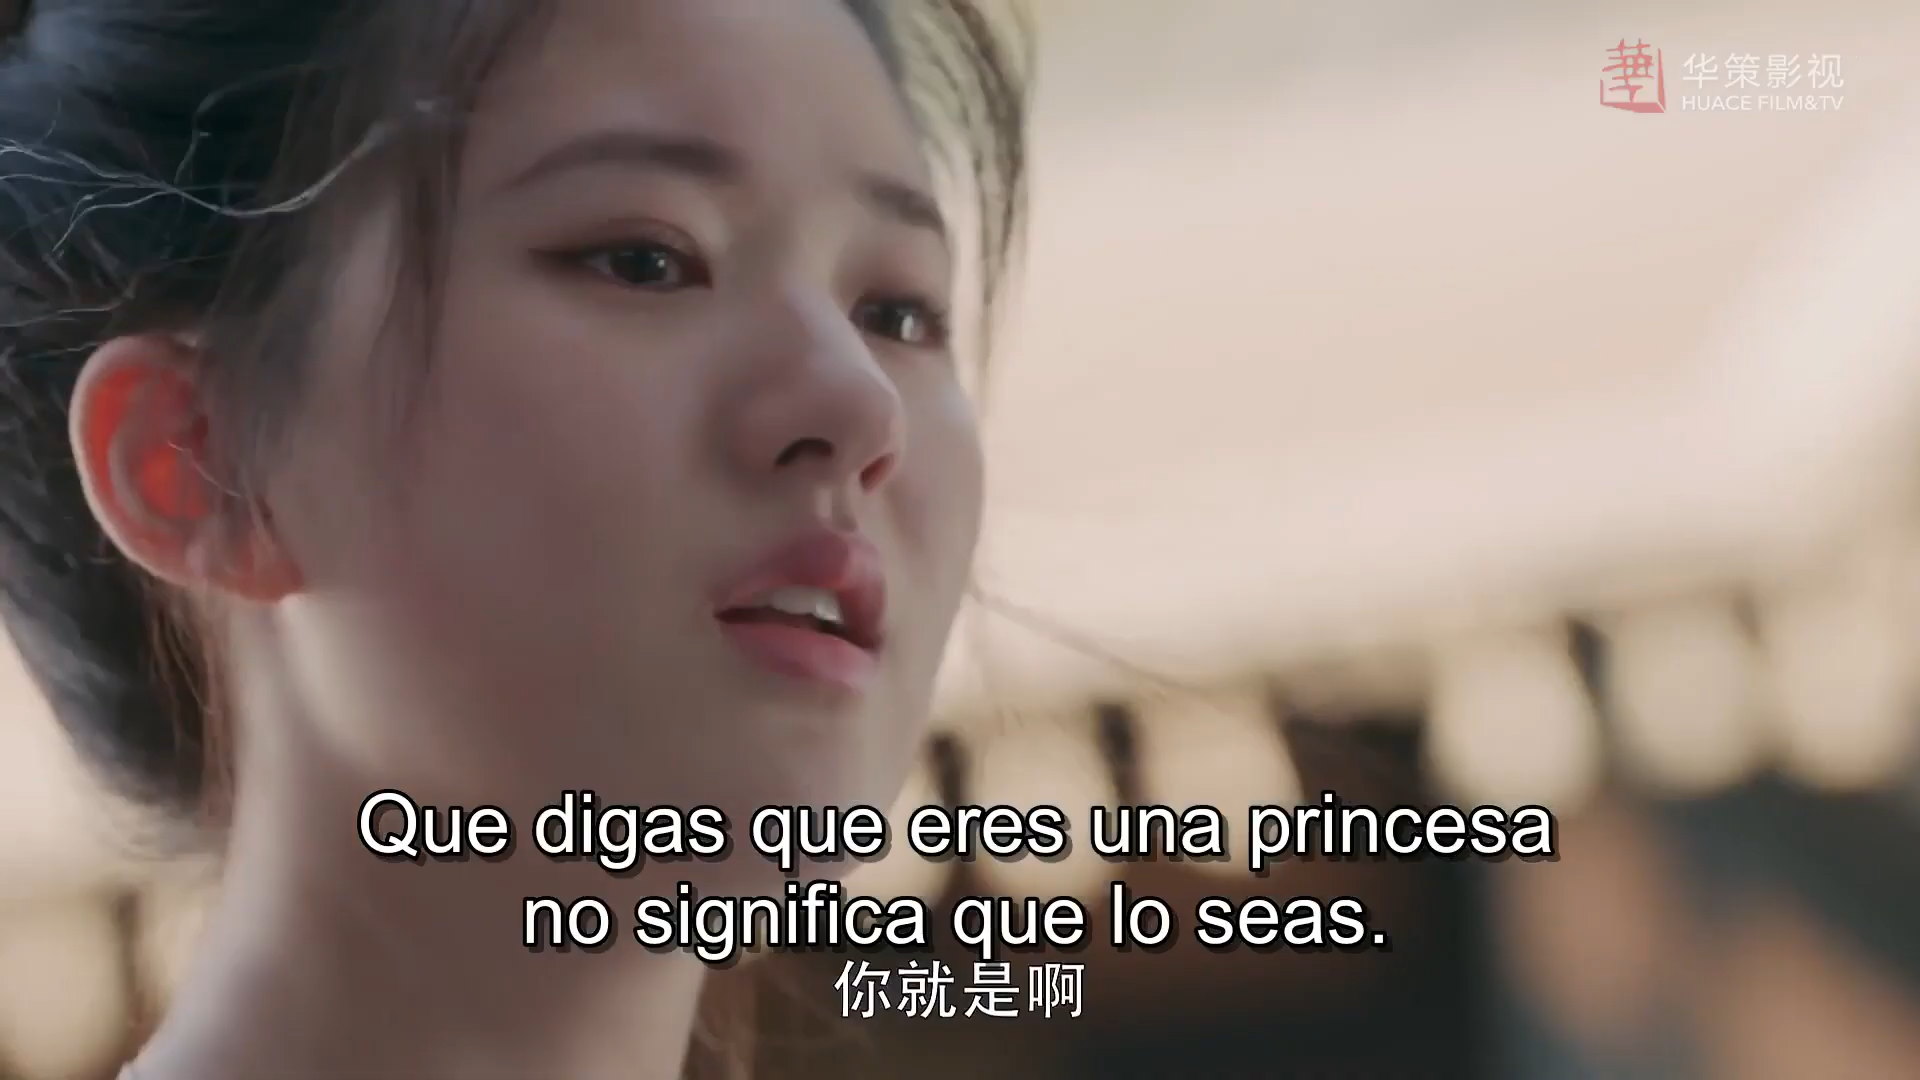 華
华策影视
HUACE FILM&TV
Que digas que eres una princesa
no significa que lo seas.
你就是啊